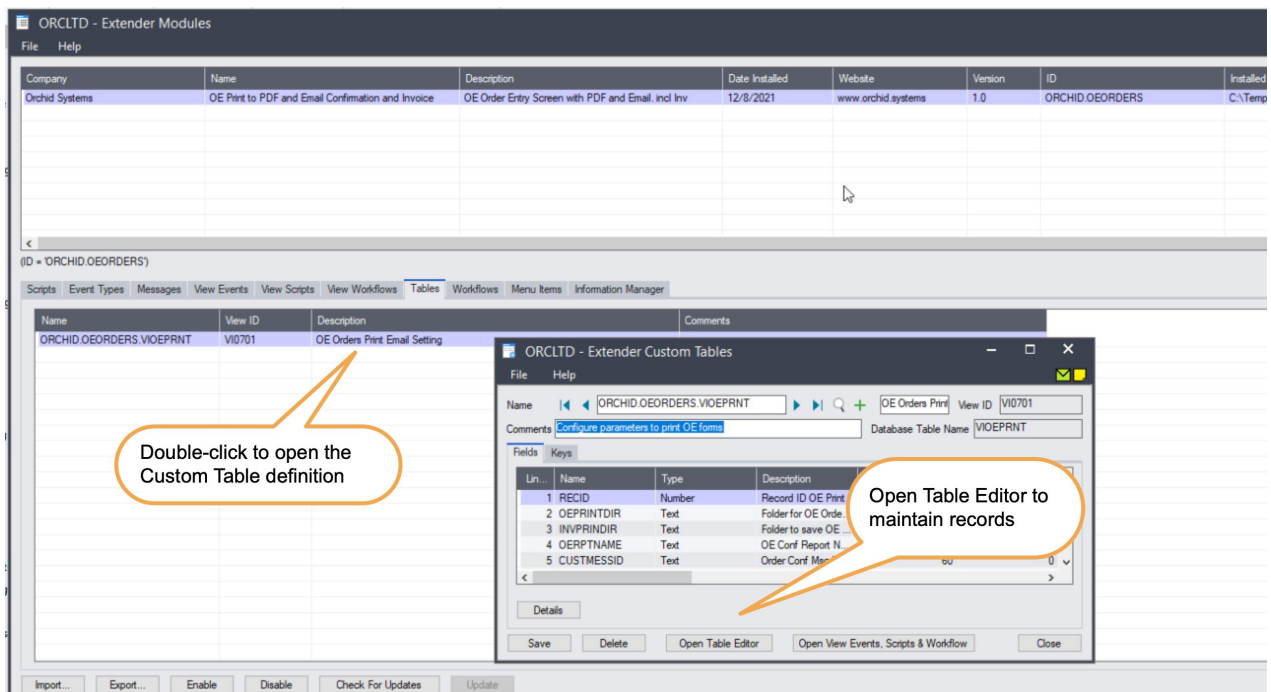 ORCLTD - Extender Modules
File Help
Company Name Description Date Installed Website Version ID Installed
Orchid Systems OE Print to PDF and Email Confirmation and Invoice OE Order Entry Screen with PDF and Email. incl Inv 12/8/2021 www.orchid.systems 1.0 ORCHID.OEORDERS C:\Temp
(ID = 'ORCHID.OEORDERS')
Scripts Event Types Messages View Events View Scripts View Workflows Tables Workflows Menu Items Information Manager
Name View ID Description Comments
ORCHID.OEORDERS.VIOEPRNT VI0701 OE Orders Print Email Setting
ORCLTD - Extender Custom Tables
File Help
Name ORCHID.OEORDERS.VIOEPRNT OE Orders Print View ID VI0701
Comments Configure parameters to print OE forms Database Table Name VIOEPRNT
Fields Keys
Lin... Name Type Description
1 RECID Number Record ID OE Print
2 OEPRINTDIR Text Folder for OE Orde...
3 INVPRINDIR Text Folder to save OE ...
4 OERPTNAME Text OE Conf Report N...
5 CUSTMESSID Text Order Conf Msg 60 0
Details
Save Delete Open Table Editor Open View Events, Scripts & Workflow Close
Double-click to open the
Custom Table definition
Open Table Editor to
maintain records
Import... Export... Enable Disable Check For Updates Update